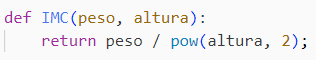 def IMC(peso, altura):
    return peso / pow(altura, 2);